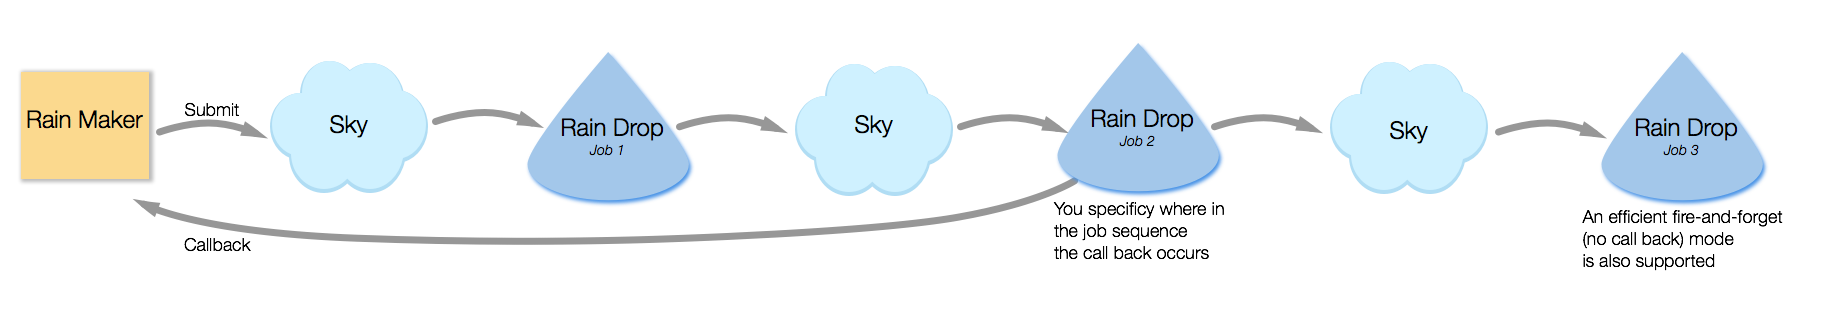 Rain Maker
Submit
Sky
Rain Drop
Job 1
Sky
Rain Drop
Job 2
Sky
Rain Drop
Job 3
Callback
You specificy where in
the job sequence
the call back occurs
An efficient fire-and-forget
(no call back) mode
is also supported